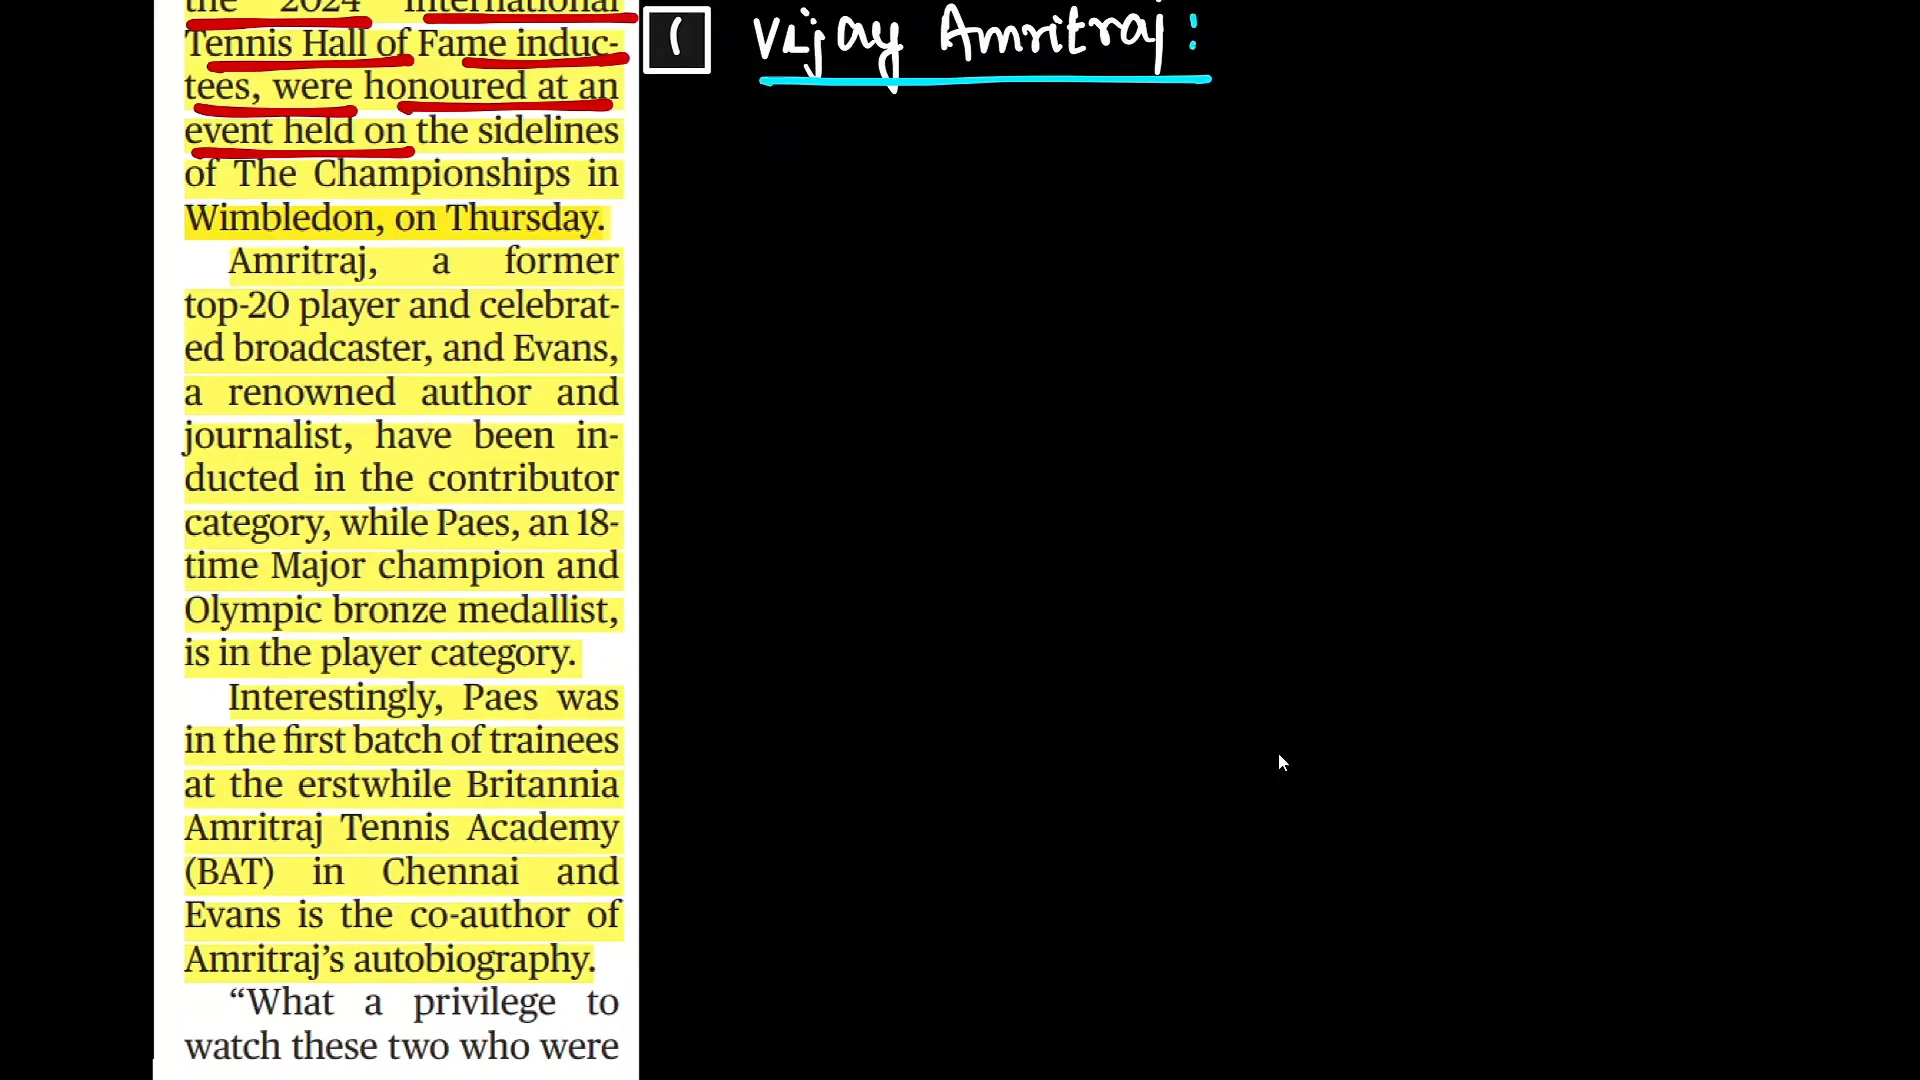 the 2024 International
Tennis Hall of Fame induc-
tees, were honoured at an
event held on the sidelines
of The Championships in
Wimbledon, on Thursday.
Amritraj, a former
top-20 player and celebrat-
ed broadcaster, and Evans,
a renowned author and
journalist, have been in-
ducted in the contributor
category, while Paes, an 18-
time Major champion and
Olympic bronze medallist,
is in the player category.
Interestingly, Paes was
in the first batch of trainees
at the erstwhile Britannia
Amritraj Tennis Academy
(BAT) in Chennai and
Evans is the co-author of
Amritraj’s autobiography.
“What a privilege to
watch these two who were
( Vijay Amritraj :